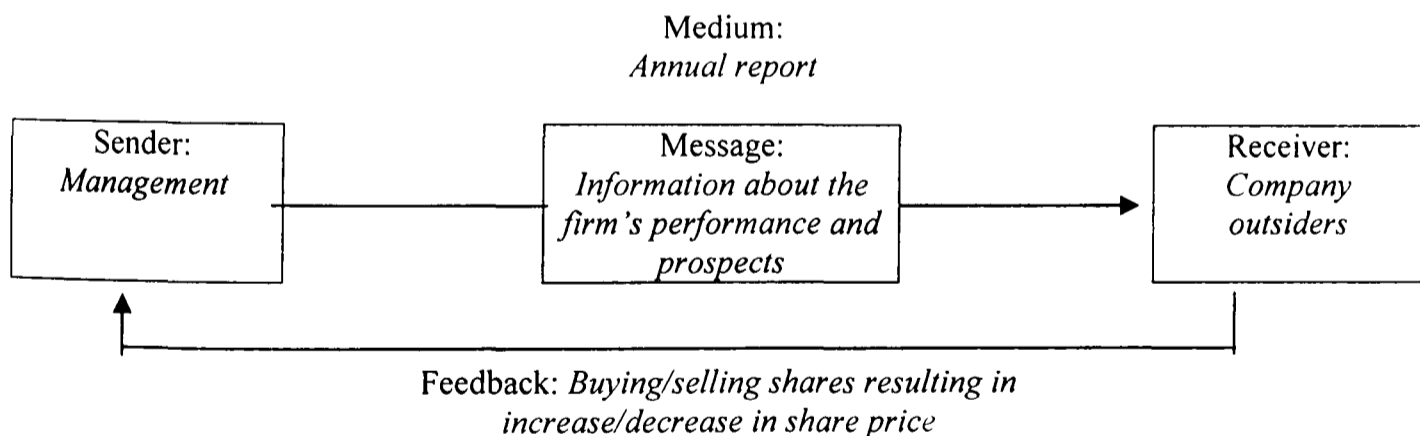 Medium:
Annual report
Sender:
Management
Message:
Information about the
firm's performance and
prospects
Receiver:
Company
outsiders
Feedback: Buying/selling shares resulting in
increase/decrease in share price